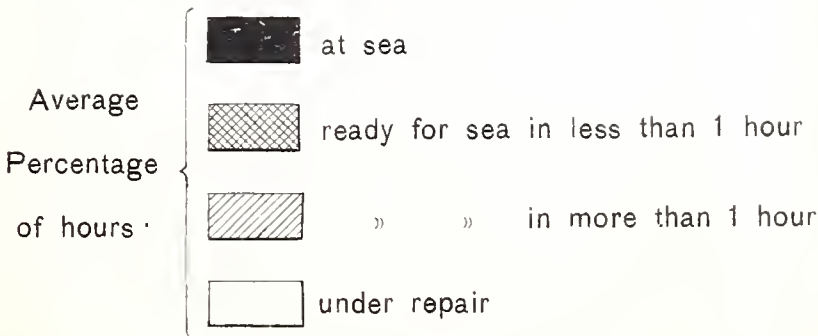 at sea
Average
ready for sea in less than 1 hour
Percentage
of hours
» » in more than 1 hour
under repair